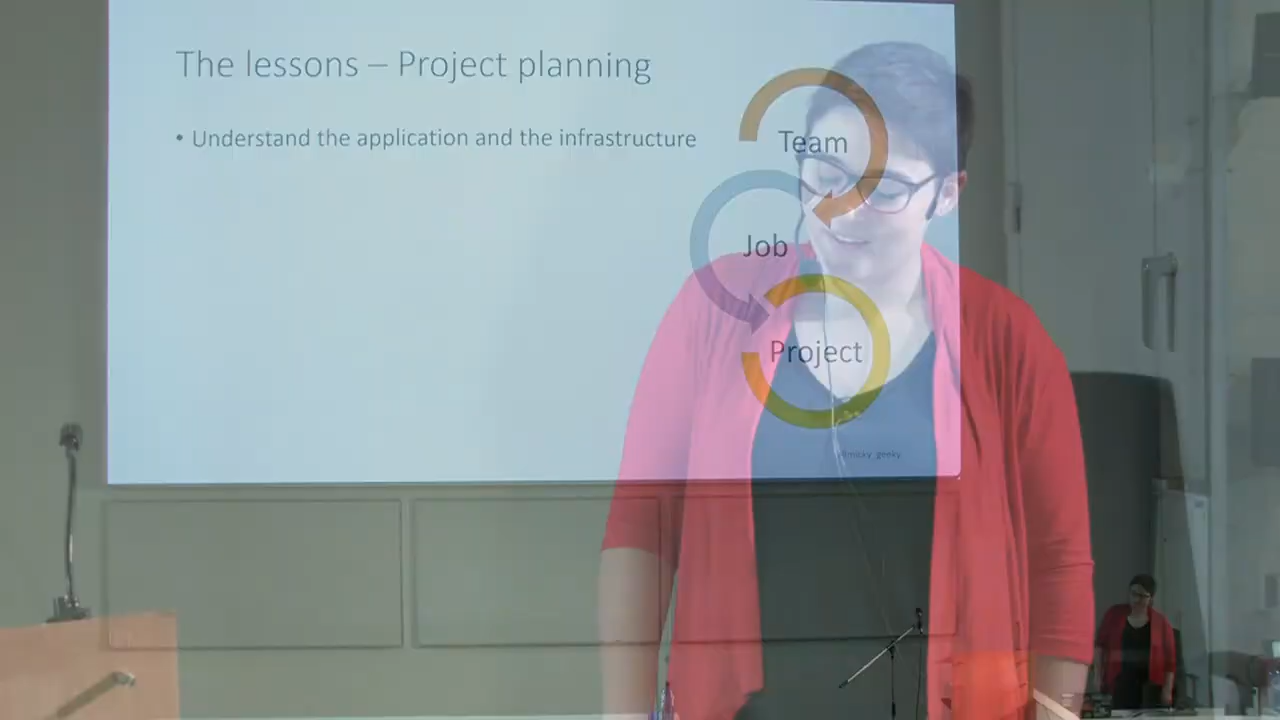 The lessons – Project planning
• Understand the application and the infrastructure
Team
Job
Project